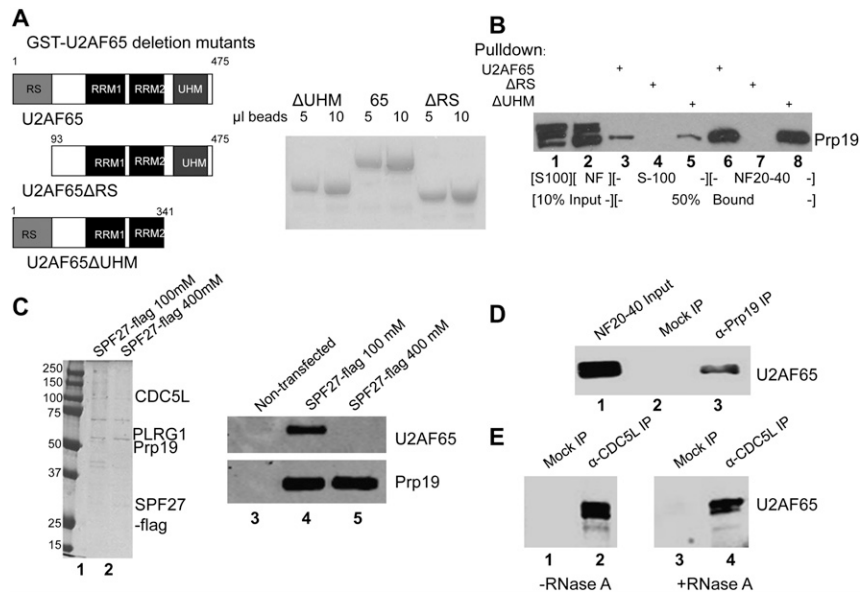 A
GST-U2AF65 deletion mutants
1 475
RS RRM1 RRM2 UHM
U2AF65
93 475
RRM1 RRM2 UHM
U2AF65ΔRS
1 341
RS RRM1 RRM2
U2AF65ΔUHM
ΔUHM 65 ΔRS
µl beads 5 10 5 10 5 10
B
Pulldown:
U2AF65 + +
ΔRS + +
ΔUHM + +
Prp19
1 2 3 4 5 6 7 8
[S100][ NF ][- S-100 -][- NF20-40 -]
[10% Input -][- 50% Bound -]
C
SPF27-flag 100mM
SPF27-flag 400mM
250
150
100
75
50
37
25
15
CDC5L
PLRG1
Prp19
SPF27
-flag
1 2
Non-transfected
SPF27-flag 100 mM
SPF27-flag 400 mM
U2AF65
Prp19
3 4 5
D
NF20-40 Input
Mock IP
α-Prp19 IP
U2AF65
1 2 3
E
Mock IP
α-CDC5L IP
Mock IP
α-CDC5L IP
U2AF65
1 2 3 4
-RNase A +RNase A